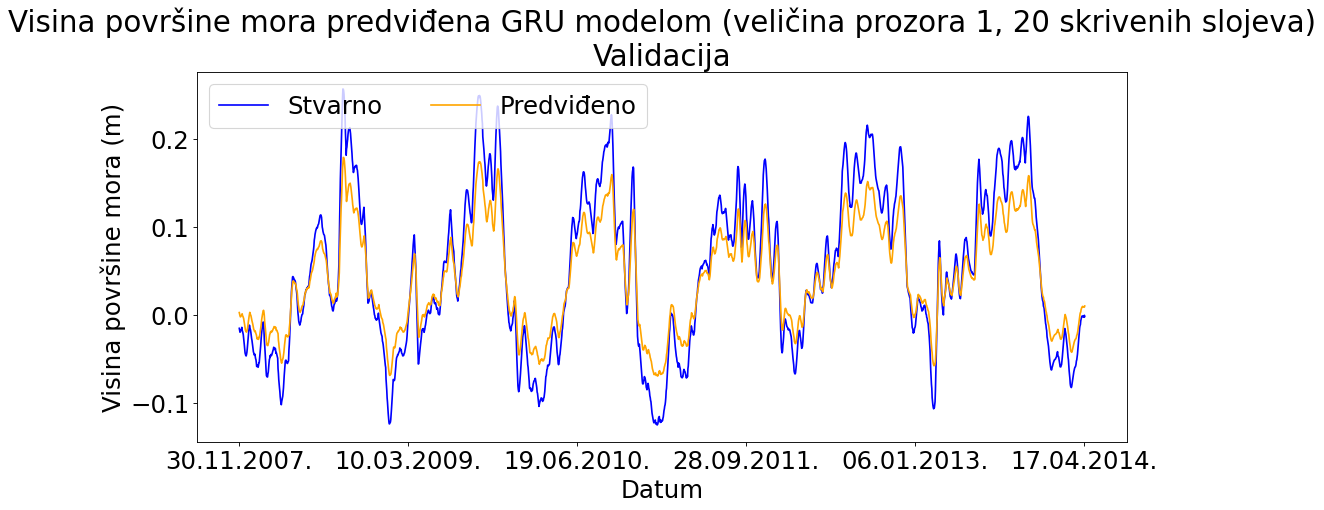 Visina površine mora predviđena GRU modelom (veličina prozora 1, 20 skrivenih slojeva)
Validacija
Stvarno
Predviđeno
Visina površine mora (m)
0.2
0.1
0.0
−0.1
30.11.2007.
10.03.2009.
19.06.2010.
28.09.2011.
06.01.2013.
17.04.2014.
Datum